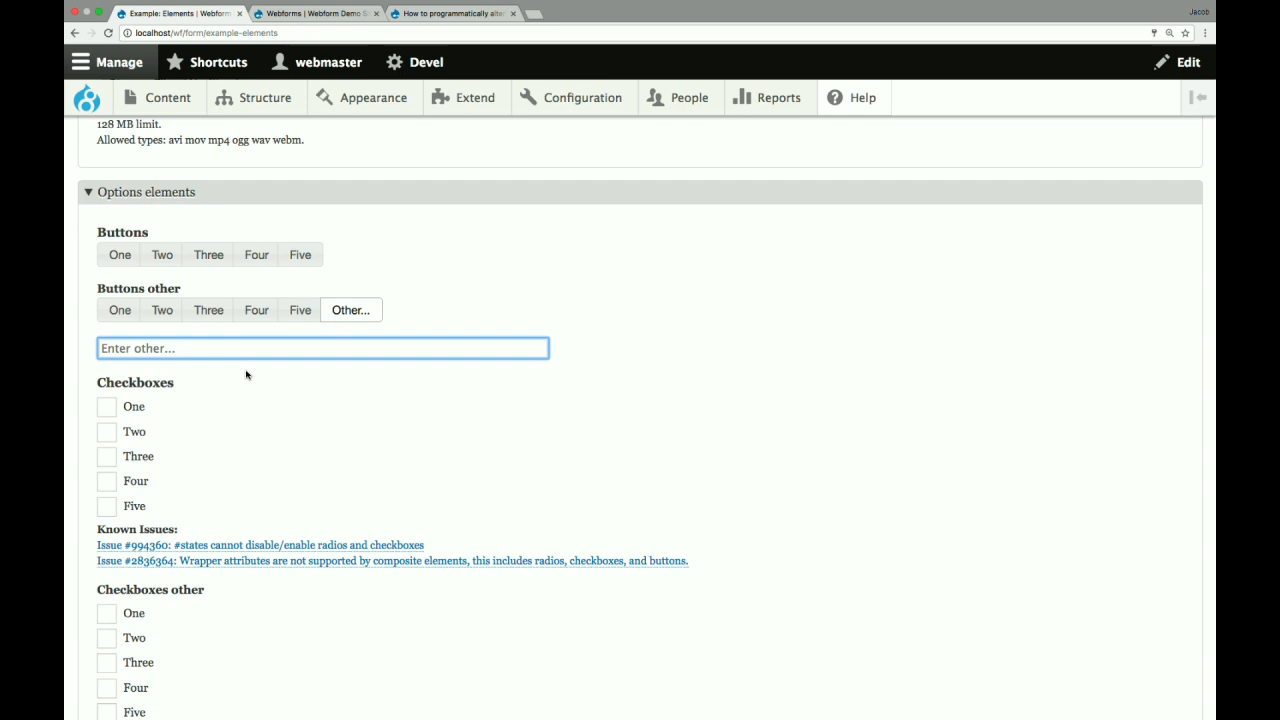 Example: Elements | Webform
Webforms | Webform Demo
How to programmatically alte
Jacob
localhost/wf/form/example-elements
Manage
Shortcuts
webmaster
Devel
Edit
Content
Structure
Appearance
Extend
Configuration
People
Reports
Help
128 MB limit.
Allowed types: avi mov mp4 ogg wav webm.
Options elements
Buttons
One Two Three Four Five
Buttons other
One Two Three Four Five Other...
Enter other...
Checkboxes
One
Two
Three
Four
Five
Known Issues:
Issue #994360: #states cannot disable/enable radios and checkboxes
Issue #2836364: Wrapper attributes are not supported by composite elements, this includes radios, checkboxes, and buttons.
Checkboxes other
One
Two
Three
Four
Five